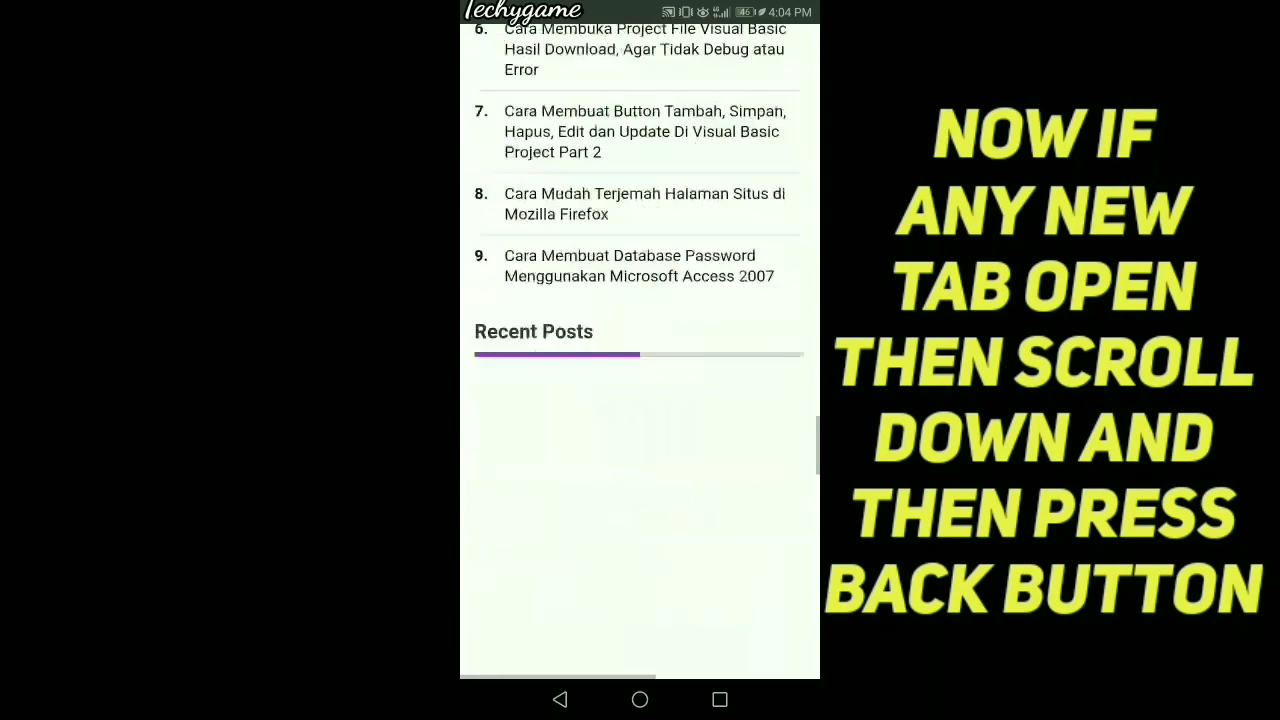 Techygame
46 4:04 PM
6. Cara Membuka Project File Visual Basic
Hasil Download, Agar Tidak Debug atau
Error
7. Cara Membuat Button Tambah, Simpan,
Hapus, Edit dan Update Di Visual Basic
Project Part 2
8. Cara Mudah Terjemah Halaman Situs di
Mozilla Firefox
9. Cara Membuat Database Password
Menggunakan Microsoft Access 2007
Recent Posts
NOW IF
ANY NEW
TAB OPEN
THEN SCROLL
DOWN AND
THEN PRESS
BACK BUTTON